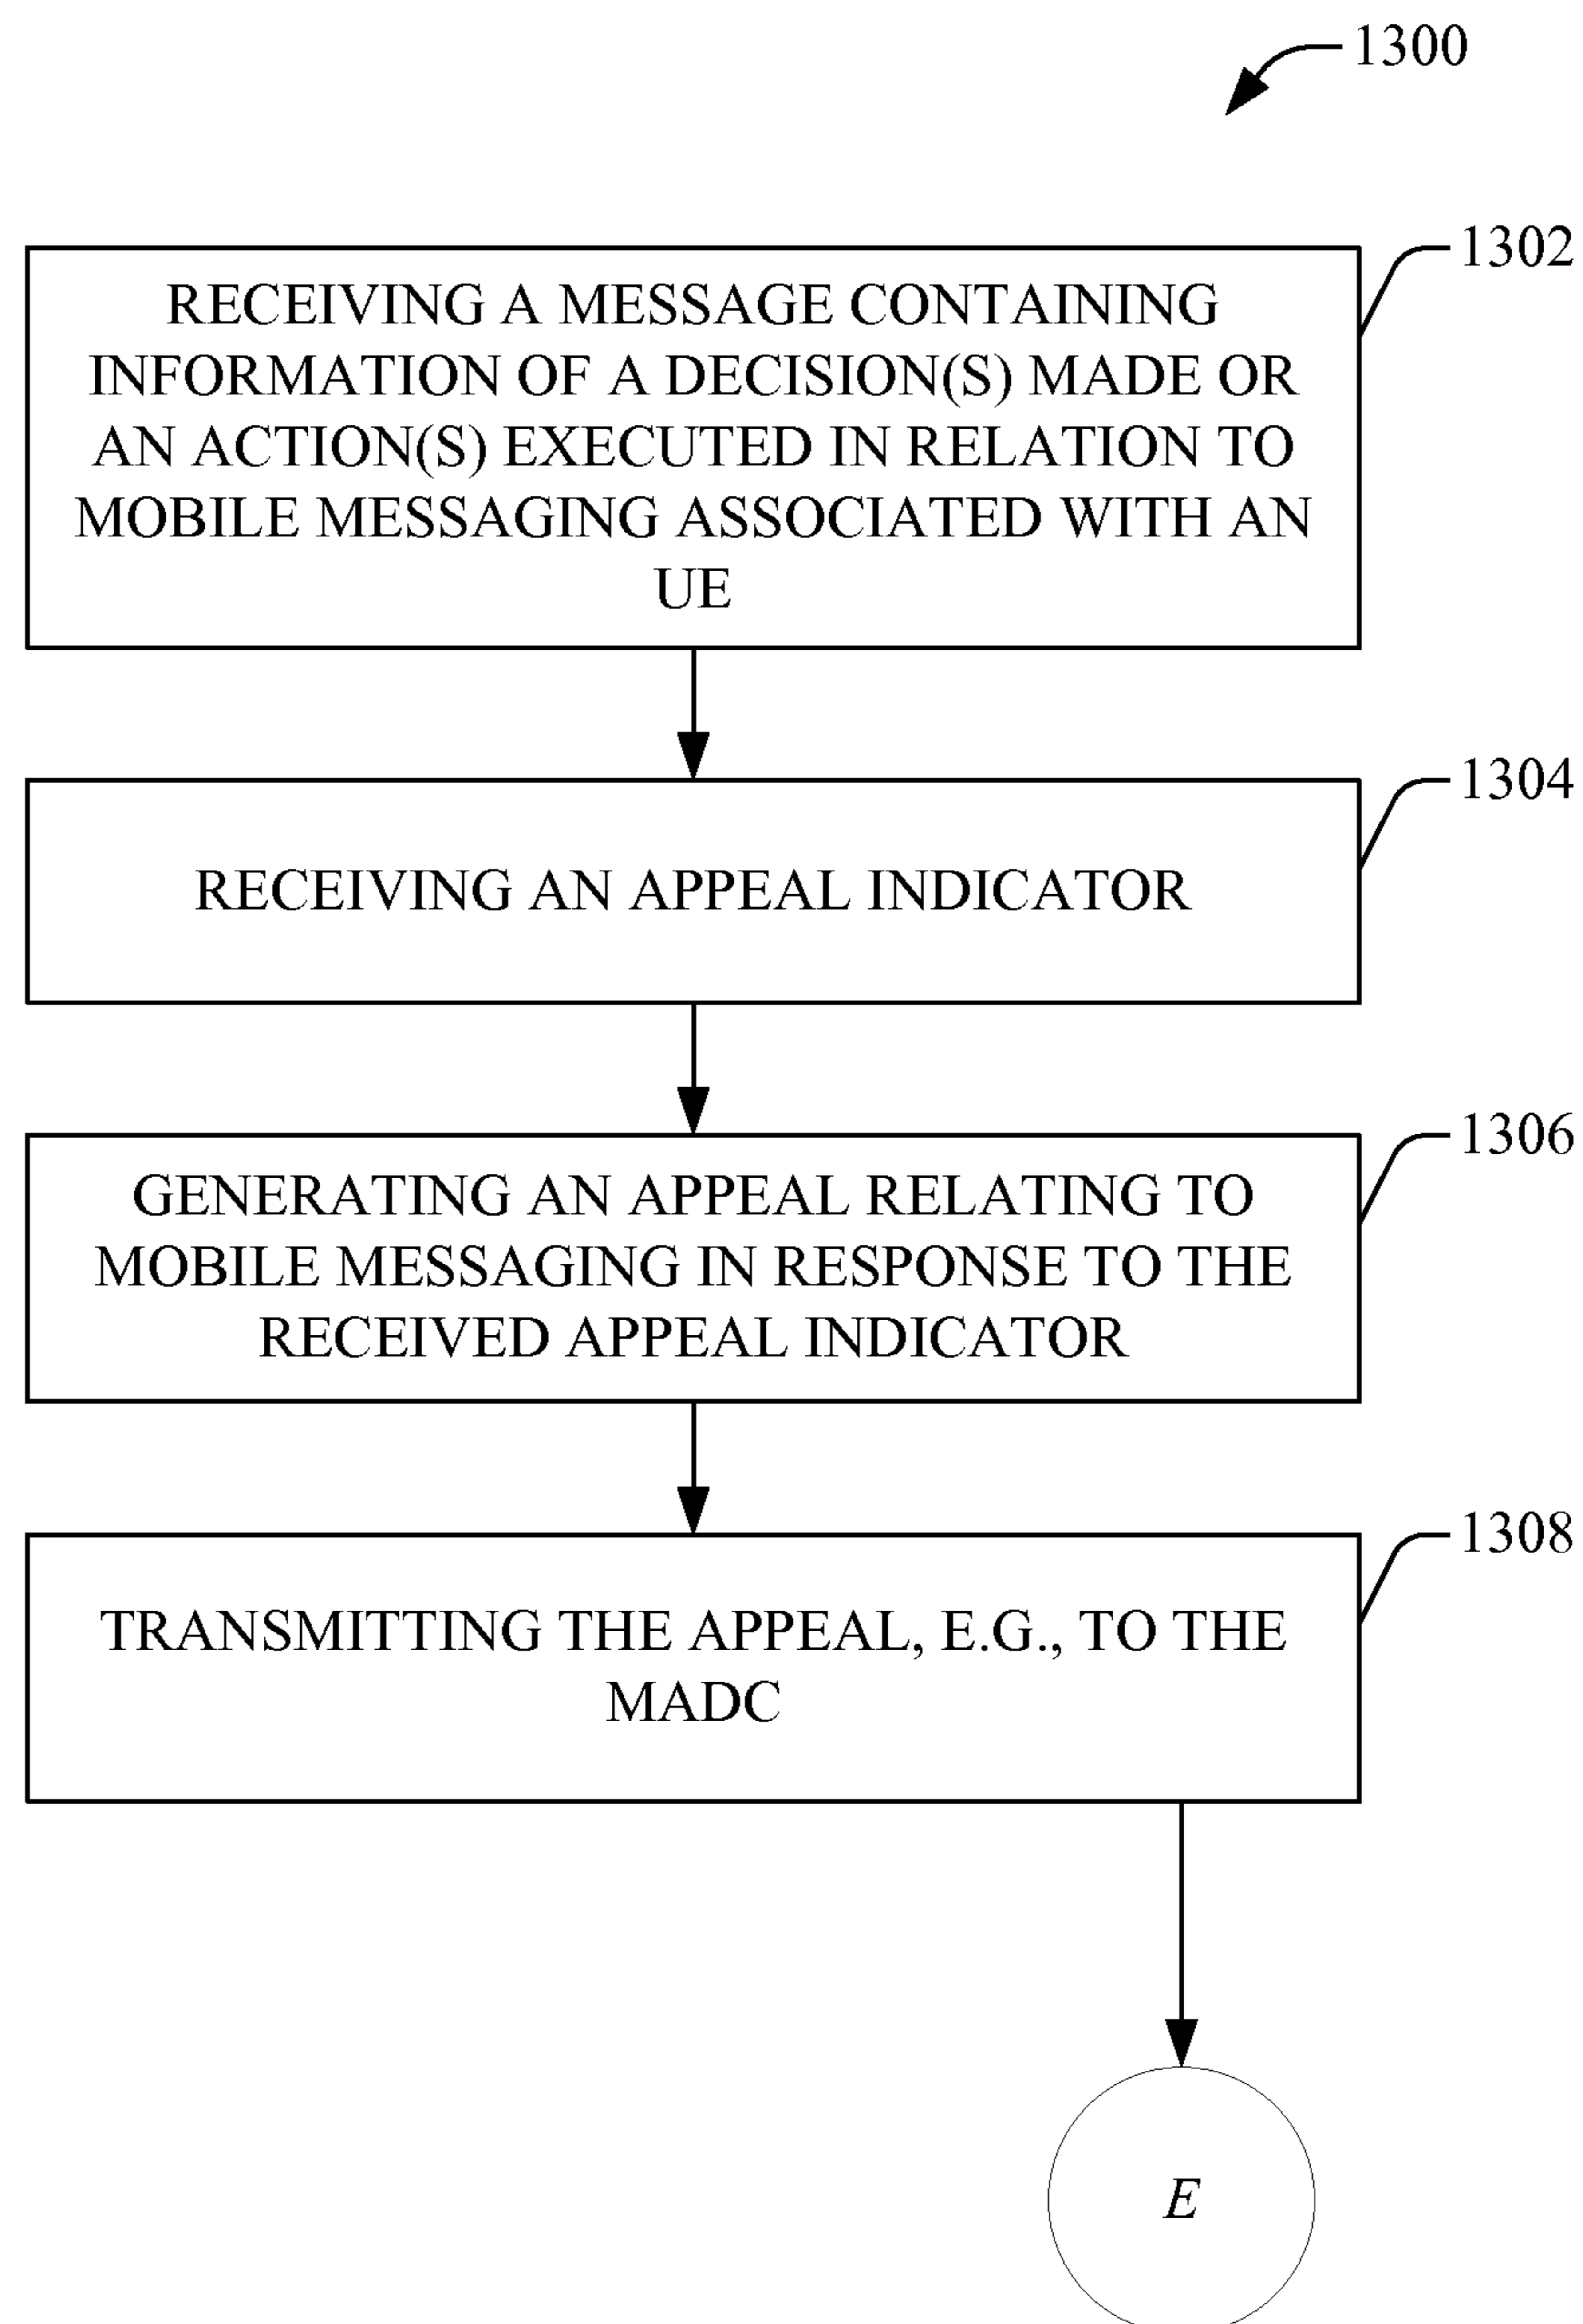 1300
1302
RECEIVING A MESSAGE CONTAINING
INFORMATION OF A DECISION(S) MADE OR
AN ACTION(S) EXECUTED IN RELATION TO
MOBILE MESSAGING ASSOCIATED WITH AN
UE
1304
RECEIVING AN APPEAL INDICATOR
1306
GENERATING AN APPEAL RELATING TO
MOBILE MESSAGING IN RESPONSE TO THE
RECEIVED APPEAL INDICATOR
1308
TRANSMITTING THE APPEAL, E.G., TO THE
MADC
E